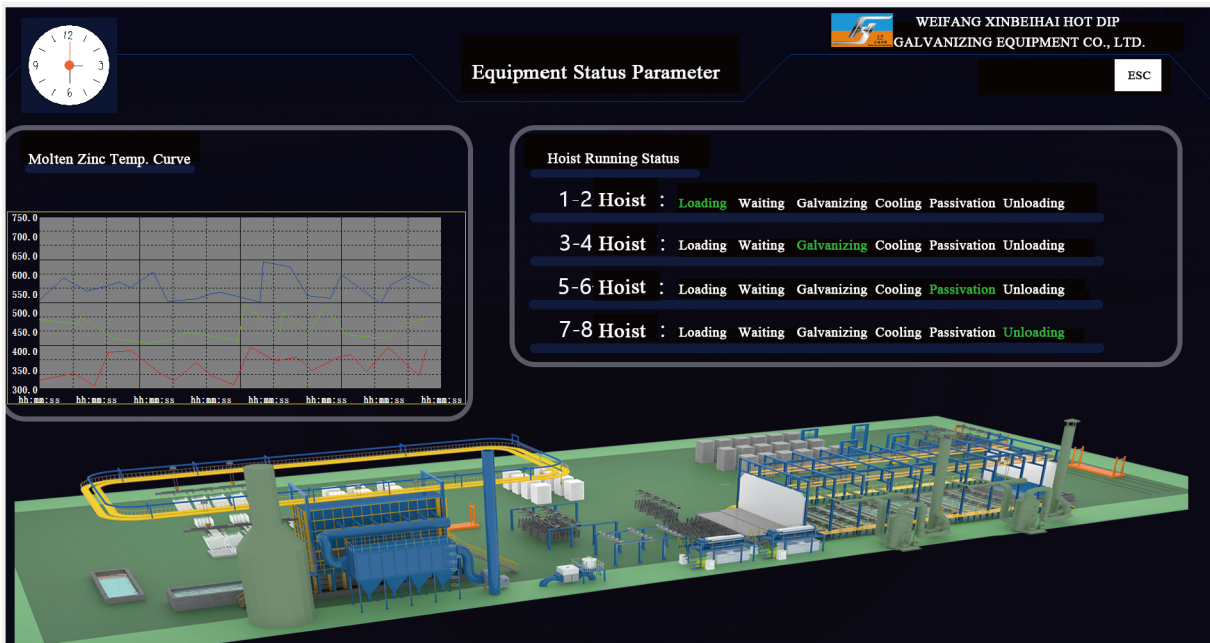 WEIFANG XINBEIHAI HOT DIP
GALVANIZING EQUIPMENT CO., LTD.
12
3
6
9
Equipment Status Parameter
ESC
Molten Zinc Temp. Curve
750.0
700.0
650.0
600.0
550.0
500.0
450.0
400.0
350.0
300.0
hh:mm:ss hh:mm:ss hh:mm:ss hh:mm:ss hh:mm:ss hh:mm:ss hh:mm:ss hh:mm:ss
Hoist Running Status
1-2 Hoist : Loading Waiting Galvanizing Cooling Passivation Unloading
3-4 Hoist : Loading Waiting Galvanizing Cooling Passivation Unloading
5-6 Hoist : Loading Waiting Galvanizing Cooling Passivation Unloading
7-8 Hoist : Loading Waiting Galvanizing Cooling Passivation Unloading